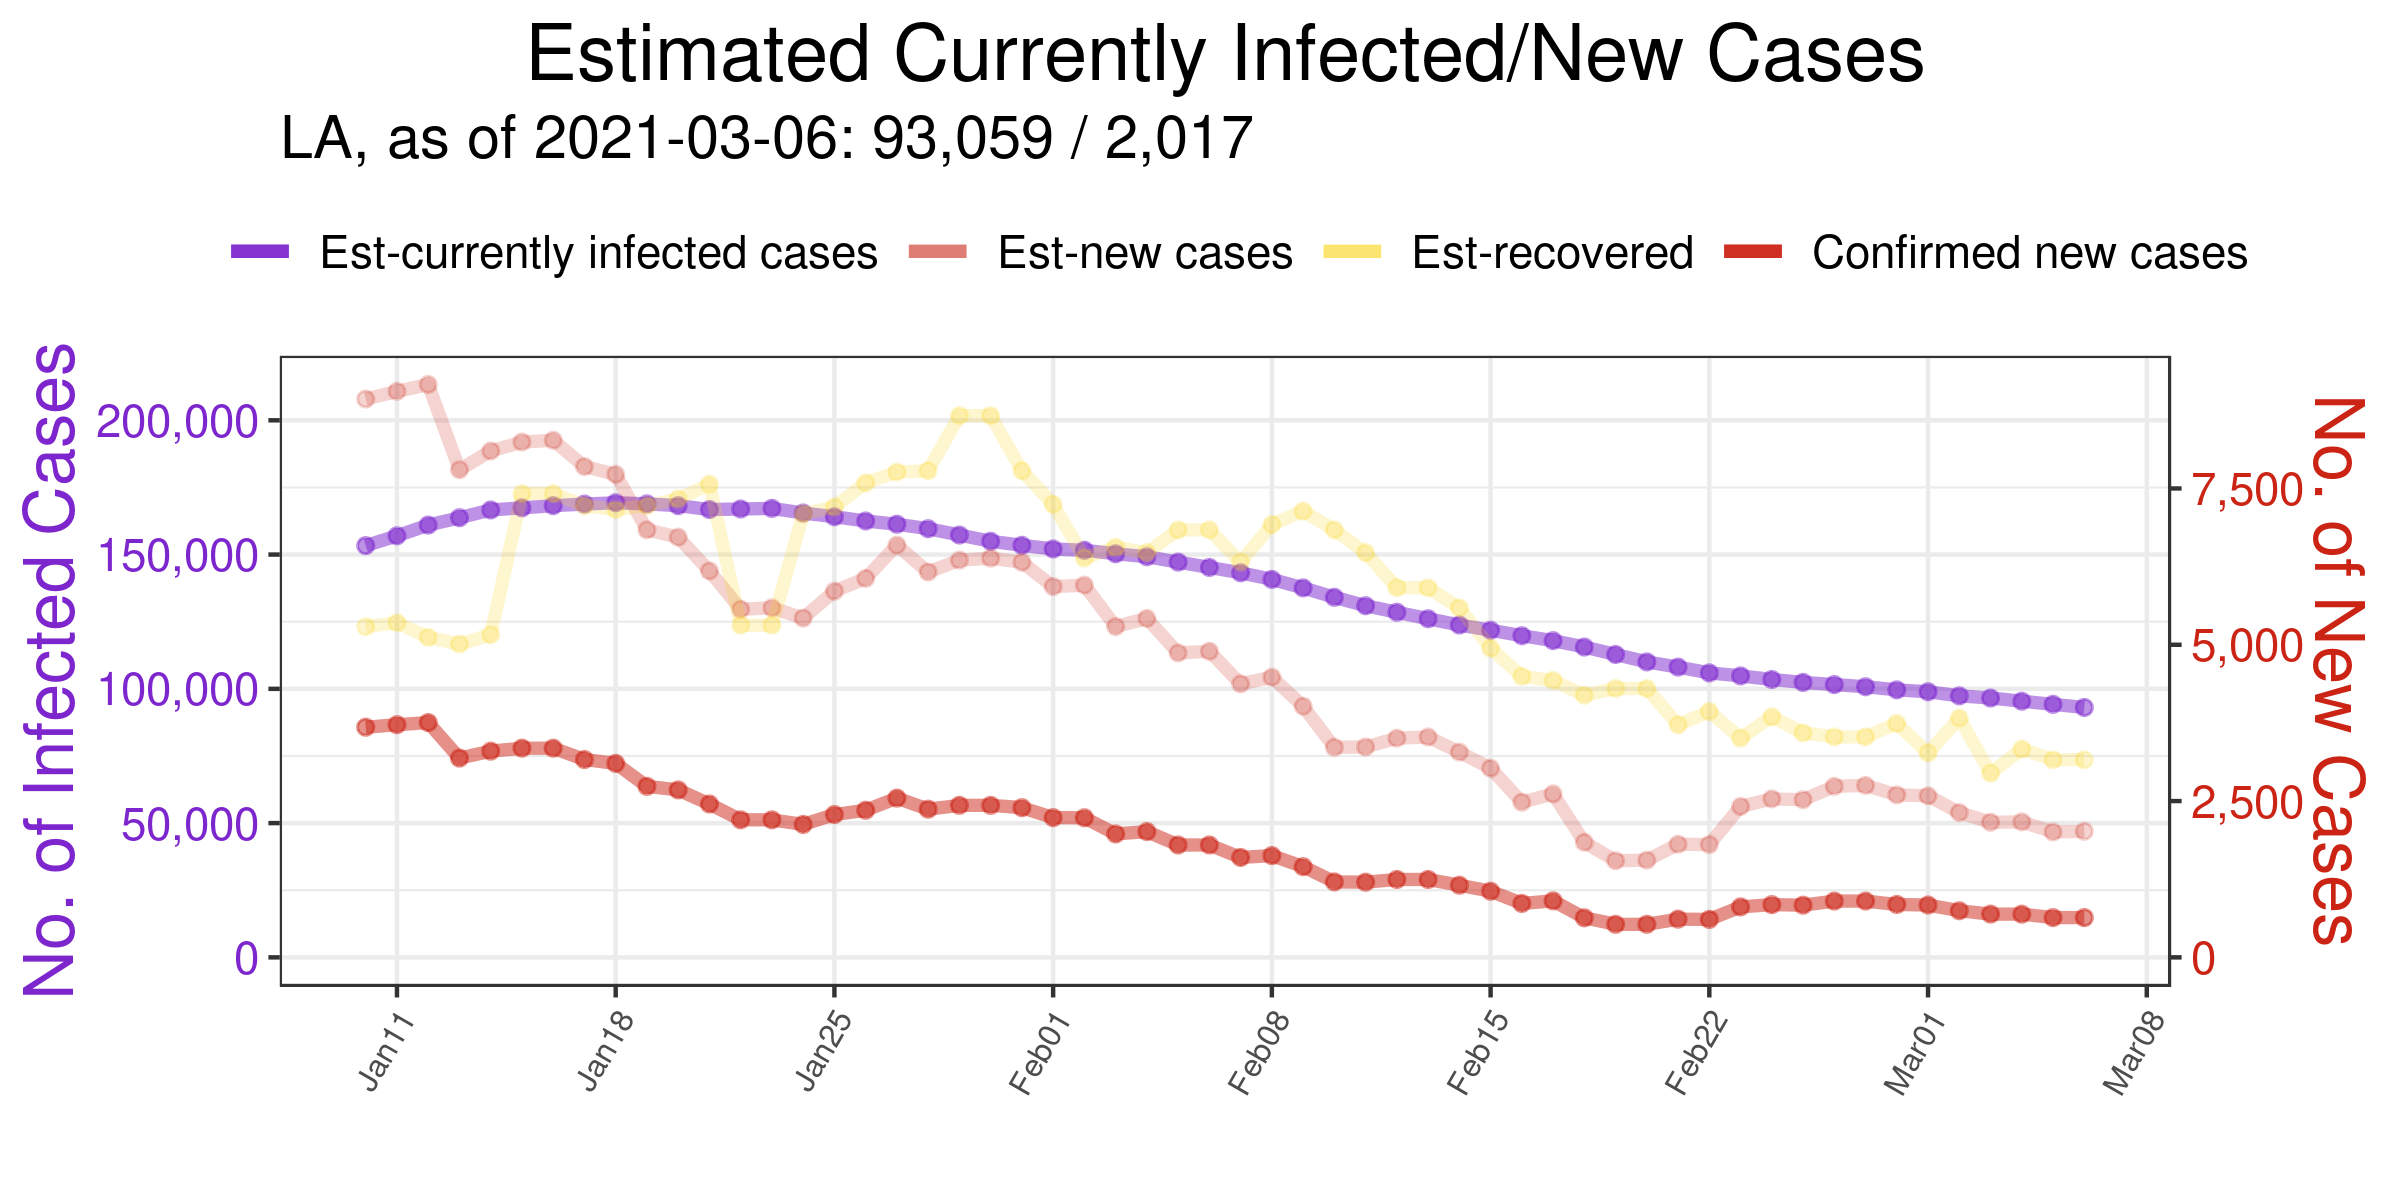 Estimated Currently Infected/New Cases
LA, as of 2021-03-06: 93,059 / 2,017
Est-currently infected cases Est-new cases Est-recovered Confirmed new cases
No. of Infected Cases
200,000
150,000
100,000
50,000
0
7,500
5,000
2,500
0
No. of New Cases
Jan11 Jan18 Jan25 Feb01 Feb08 Feb15 Feb22 Mar01 Mar08